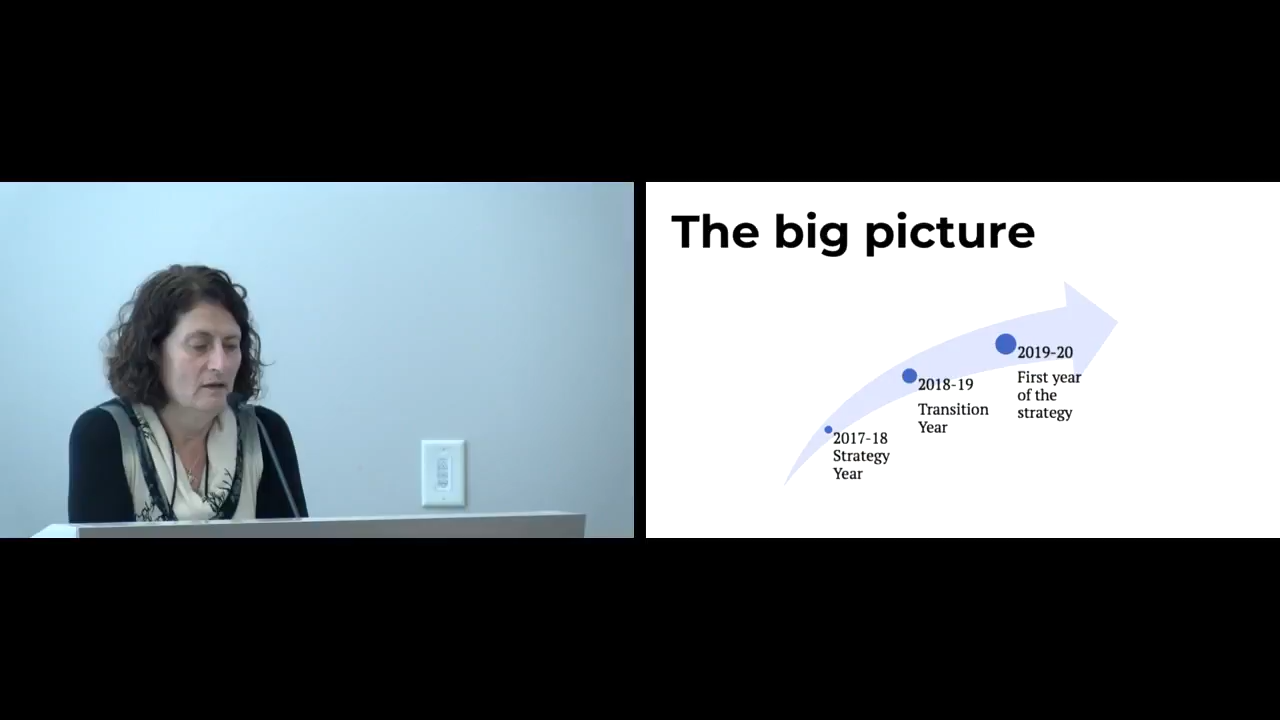 The big picture
2017-18
Strategy
Year
2018-19
Transition
Year
2019-20
First year
of the
strategy